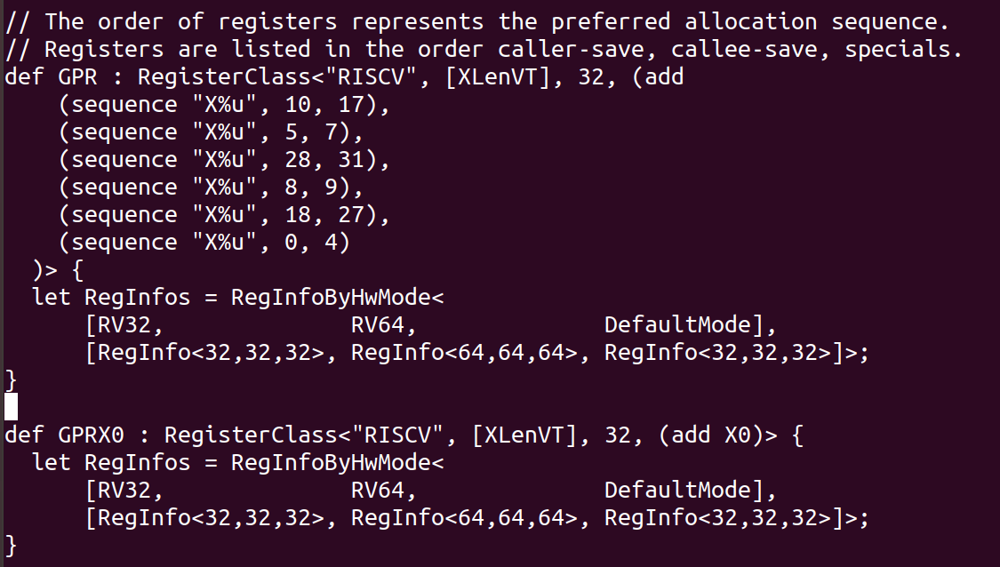 // The order of registers represents the preferred allocation sequence.
// Registers are listed in the order caller-save, callee-save, specials.
def GPR : RegisterClass<"RISCV", [XLenVT], 32, (add
    (sequence "X%u", 10, 17),
    (sequence "X%u", 5, 7),
    (sequence "X%u", 28, 31),
    (sequence "X%u", 8, 9),
    (sequence "X%u", 18, 27),
    (sequence "X%u", 0, 4)
  )> {
  let RegInfos = RegInfoByHwMode<
      [RV32,              RV64,              DefaultMode],
      [RegInfo<32,32,32>, RegInfo<64,64,64>, RegInfo<32,32,32>]>;
}
def GPRX0 : RegisterClass<"RISCV", [XLenVT], 32, (add X0)> {
  let RegInfos = RegInfoByHwMode<
      [RV32,              RV64,              DefaultMode],
      [RegInfo<32,32,32>, RegInfo<64,64,64>, RegInfo<32,32,32>]>;
}